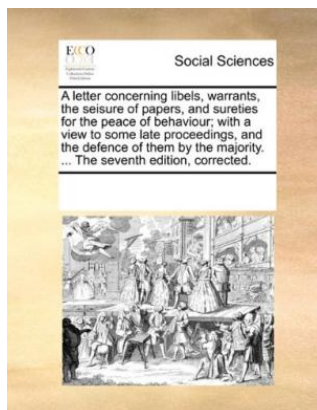 ECCO
Social Sciences
A letter concerning libels, warrants,
the seisure of papers, and sureties
for the peace of behaviour; with a
view to some late proceedings, and
the defence of them by the majority.
... The seventh edition, corrected.